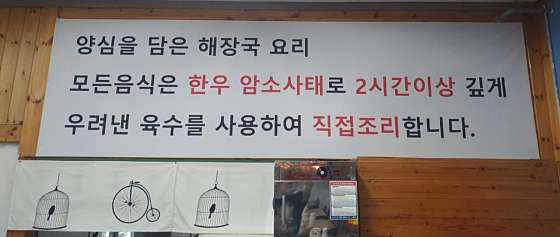 양심을 담은 해장국 요리
모든음식은 한우 암소사태로 2시간이상 깊게
우려낸 육수를 사용하여 직접조리합니다.